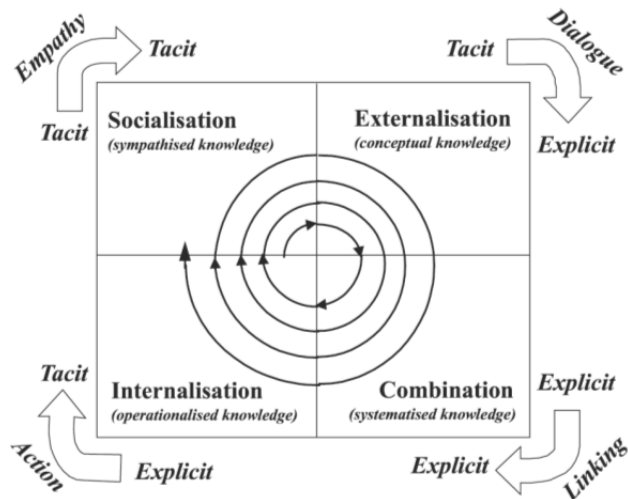 Empathy
Tacit
Tacit
Tacit
Dialogue
Explicit
Socialisation
(sympathised knowledge)
Externalisation
(conceptual knowledge)
Internalisation
(operationalised knowledge)
Combination
(systematised knowledge)
Tacit
Action
Explicit
Explicit
Explicit
Linking